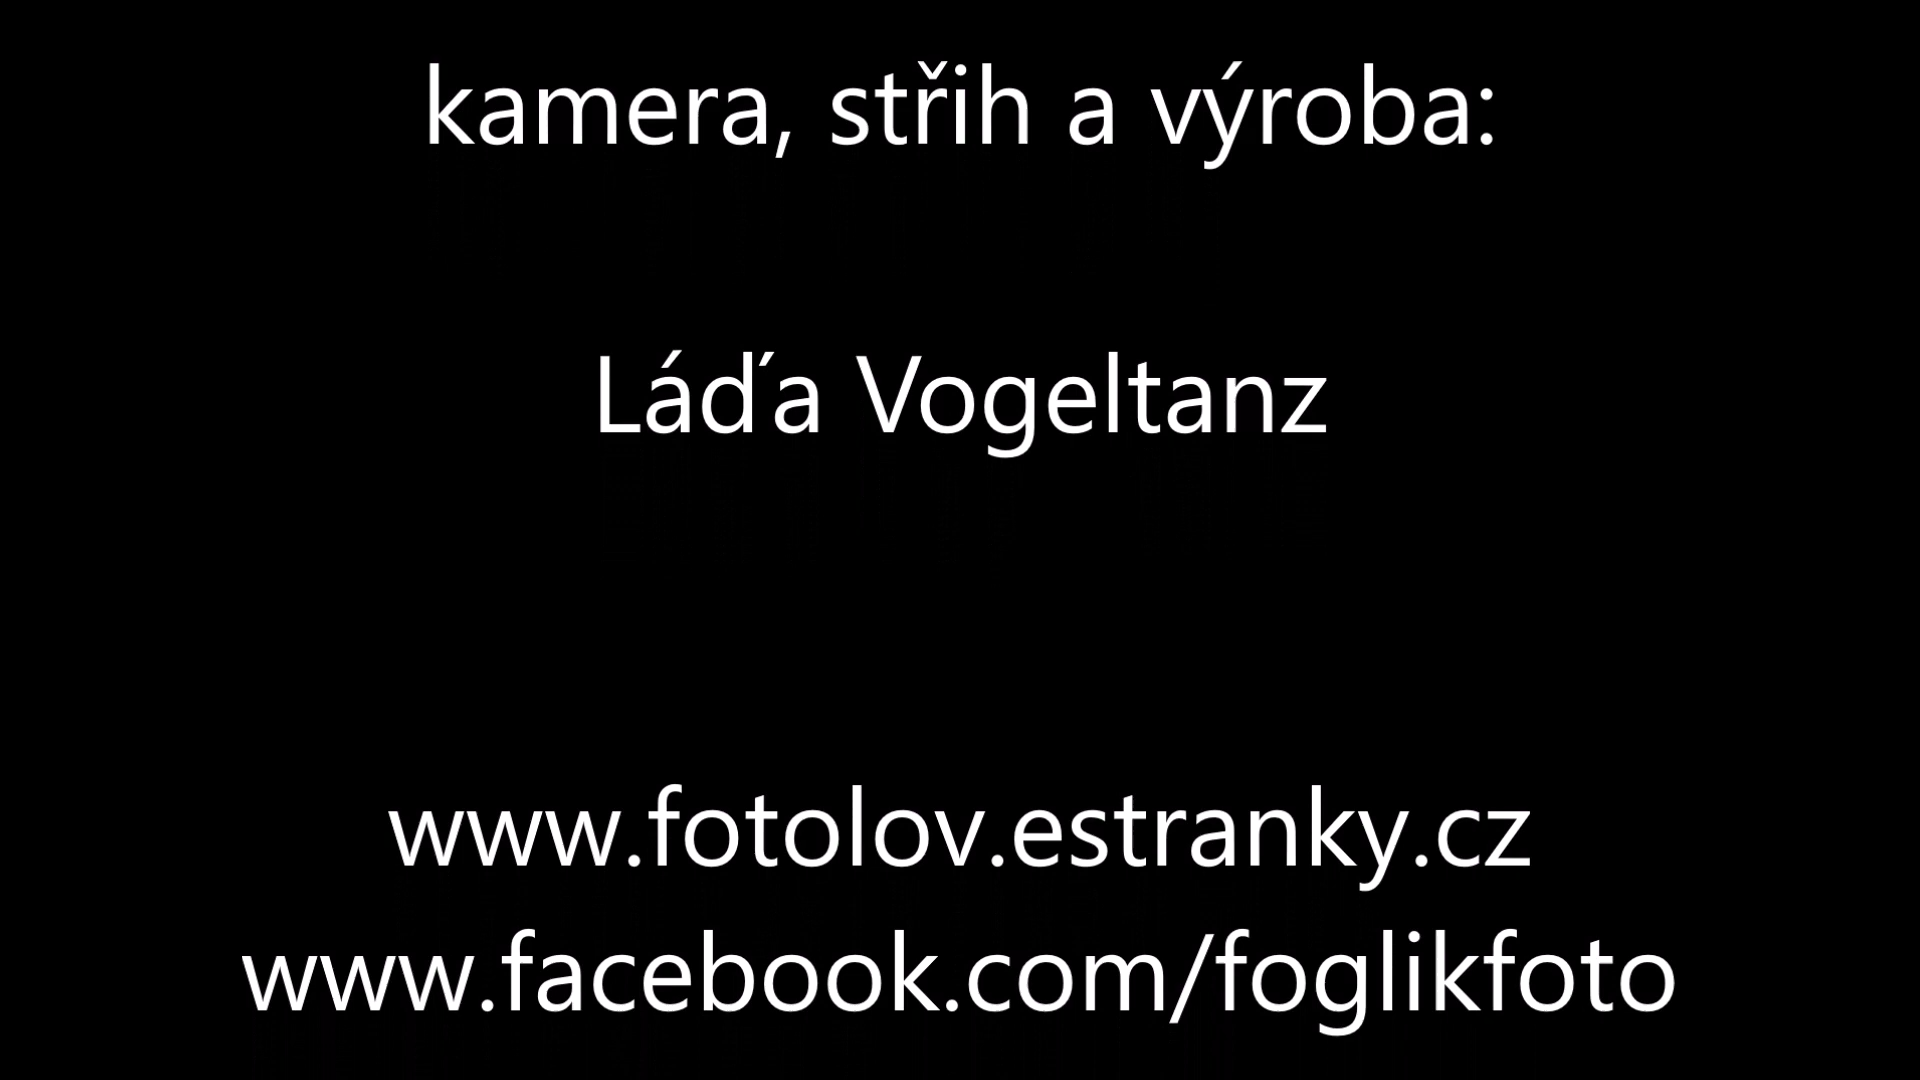 kamera, střih a výroba:
Láďa Vogeltanz
www.fotolov.estranky.cz
www.facebook.com/foglikfoto